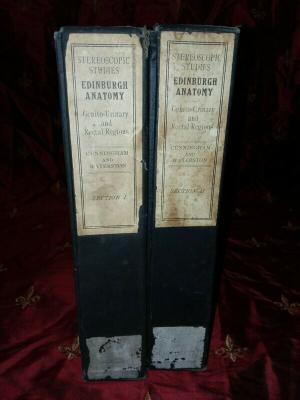 STEREOSCOPIC
STUDIES
EDINBURGH
ANATOMY
Genito-Urinary
and
Rectal Regions
CUNNINGHAM
AND
WATERSTON
SECTION I
STEREOSCOPIC
STUDIES
EDINBURGH
ANATOMY
Genito-Urinary
and
Rectal Regions
CUNNINGHAM
AND
WATERSTON
SECTION II